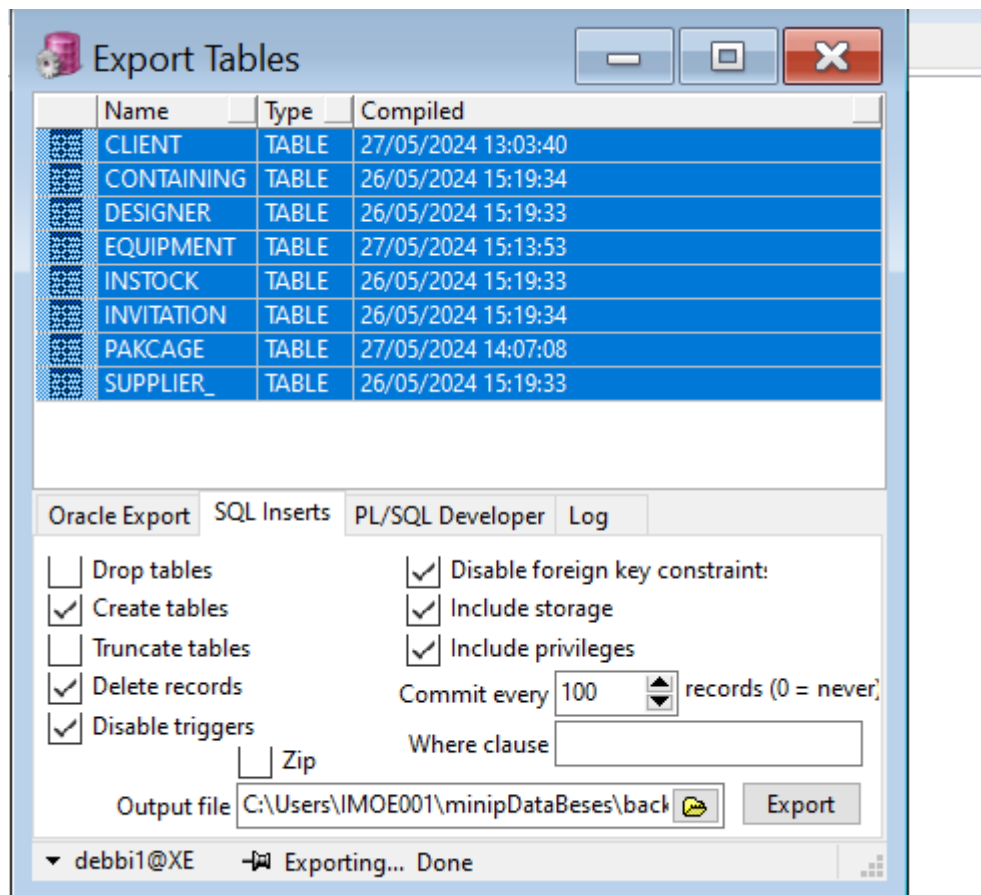 Export Tables
Name Type Compiled
CLIENT TABLE 27/05/2024 13:03:40
CONTAINING TABLE 26/05/2024 15:19:34
DESIGNER TABLE 26/05/2024 15:19:33
EQUIPMENT TABLE 27/05/2024 15:13:53
INSTOCK TABLE 26/05/2024 15:19:33
INVITATION TABLE 26/05/2024 15:19:34
PAKCAGE TABLE 27/05/2024 14:07:08
SUPPLIER_ TABLE 26/05/2024 15:19:33
Oracle Export SQL Inserts PL/SQL Developer Log
Drop tables Disable foreign key constraint:
Create tables Include storage
Truncate tables Include privileges
Delete records Commit every 100 records (0 = never)
Disable triggers Where clause
Zip
Output file C:\Users\IMOE001\minipDataBeses\back Export
debbi1@XE Exporting... Done